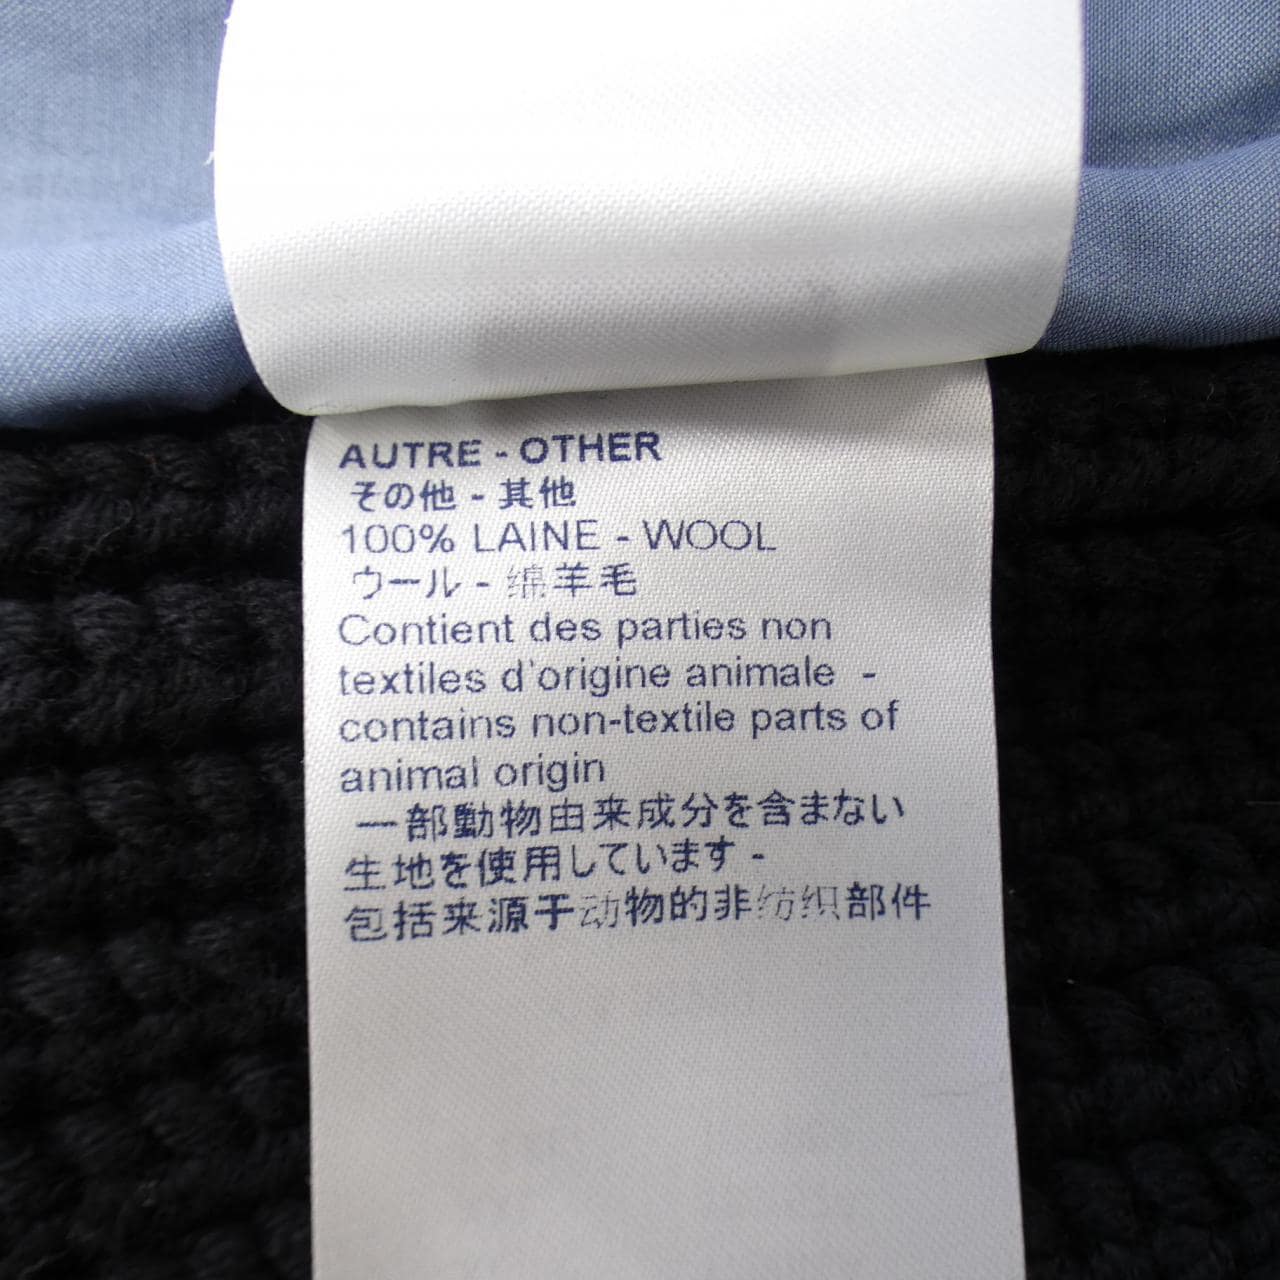 AUTRE - OTHER
その他 - 其他
100% LAINE - WOOL
ウール - 绵羊毛
Contient des parties non
textiles d'origine animale -
contains non-textile parts of
animal origin
一部動物由来成分を含まない
生地を使用しています -
包括来源于动物的非纺织部件